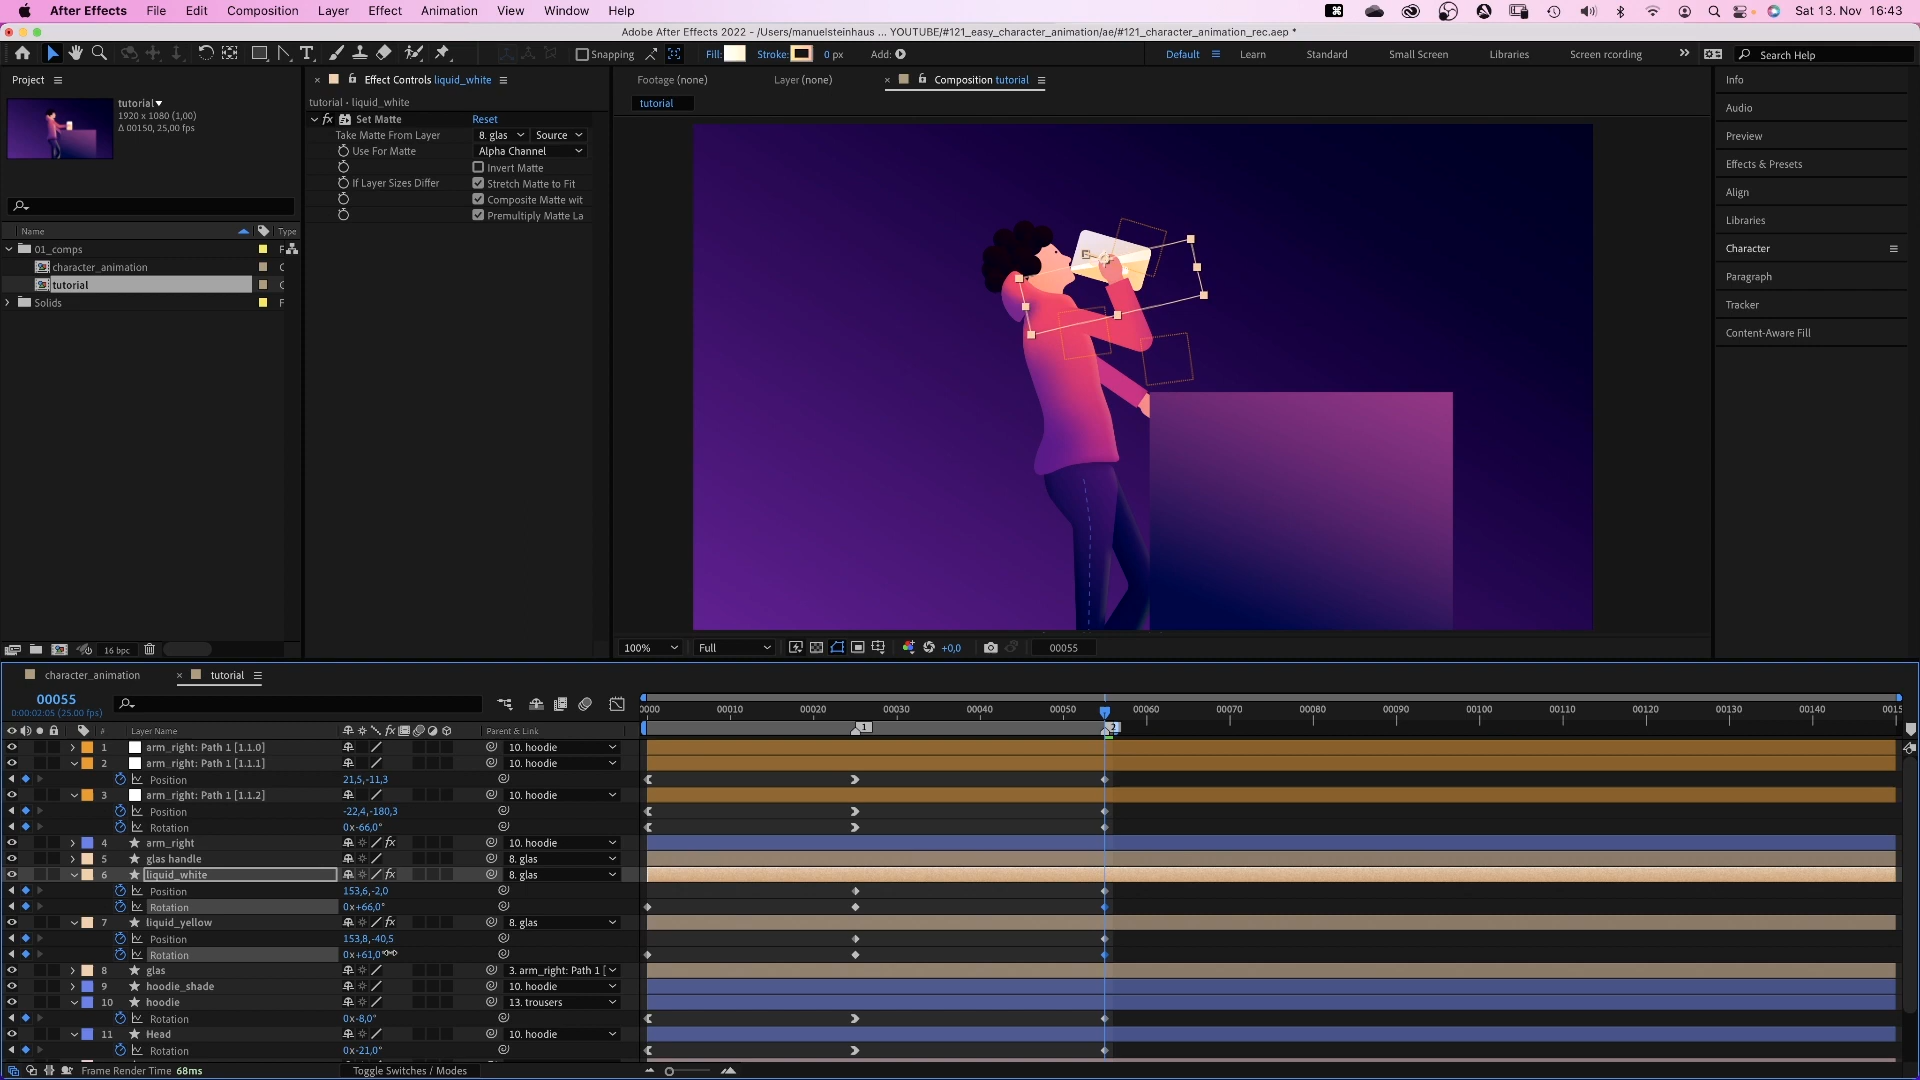 After Effects File Edit Composition Layer Effect Animation View Window Help Sat 13. Nov 16:43
Adobe After Effects 2022 - /Users/manuelsteinhaus ... YOUTUBE/#121_easy_character_animation/ae/#121_character_animation_rec.aep *
Snapping Fill: Stroke: 0 px Add: Default Learn Standard Small Screen Libraries Screen rcording Search Help
Project
tutorial
1920 x 1080 (1,00)
Δ 00150, 25,00 fps
Name Type
01_comps F
character_animation C
tutorial C
Solids F
16 bpc
Effect Controls liquid_white
tutorial · liquid_white
fx Set Matte Reset
Take Matte From Layer 8. glas Source
Use For Matte Alpha Channel
Invert Matte
If Layer Sizes Differ Stretch Matte to Fit
Composite Matte wit
Premultiply Matte La
Footage (none) Layer (none) Composition tutorial
tutorial
100% Full +0,0 00055
Info
Audio
Preview
Effects & Presets
Align
Libraries
Character
Paragraph
Tracker
Content-Aware Fill
character_animation tutorial
00055
0:00:02:05 (25.00 fps)
0000 00010 00020 00030 00040 00050 00060 00070 00080 00090 00100 00110 00120 00130 00140 0015
1 2
# Layer Name Parent & Link
1 arm_right: Path 1 [1.1.0] 10. hoodie
2 arm_right: Path 1 [1.1.1] 10. hoodie
Position 21,5,-11,3
3 arm_right: Path 1 [1.1.2] 10. hoodie
Position -22,4,-180,3
Rotation 0x-66,0°
4 arm_right fx 10. hoodie
5 glas handle 8. glas
6 liquid_white fx 8. glas
Position 153,6,-2,0
Rotation 0x+66,0°
7 liquid_yellow fx 8. glas
Position 153,8,-40,5
Rotation 0x+61,0°
8 glas 3. arm_right: Path 1 [
9 hoodie_shade 10. hoodie
10 hoodie 13. trousers
Rotation 0x-8,0°
11 Head 10. hoodie
Rotation 0x-21,0°
Frame Render Time 68ms Toggle Switches / Modes